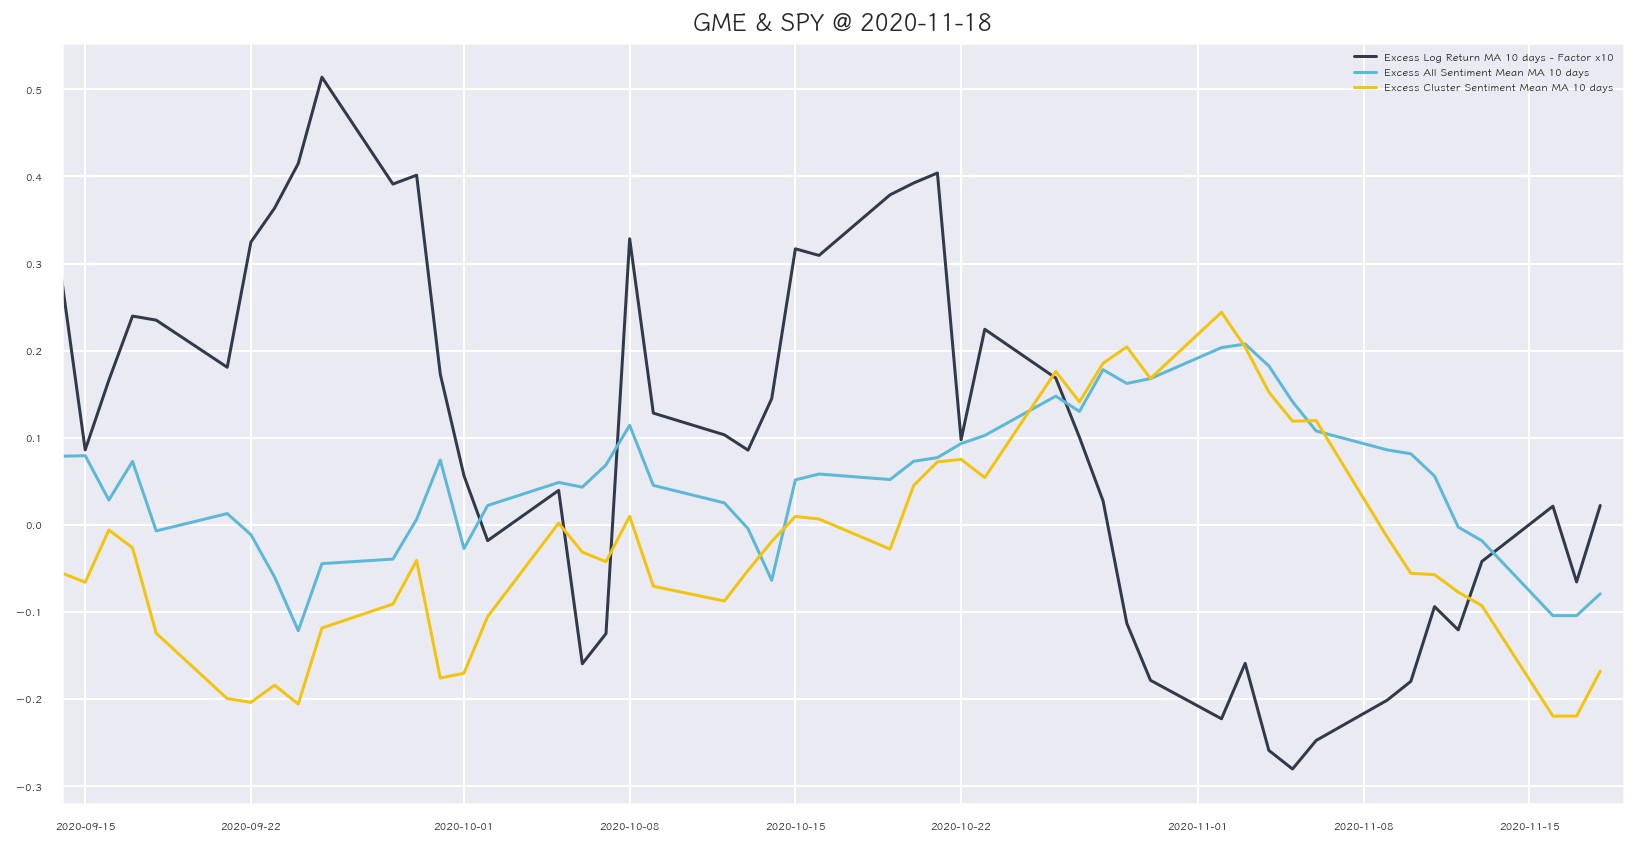 GME & SPY @ 2020-11-18
Excess Log Return MA 10 days - Factor x10
Excess All Sentiment Mean MA 10 days
Excess Cluster Sentiment Mean MA 10 days
0.5
0.4
0.3
0.2
0.1
0.0
−0.1
−0.2
−0.3
2020-09-15 2020-09-22 2020-10-01 2020-10-08 2020-10-15 2020-10-22 2020-11-01 2020-11-08 2020-11-15